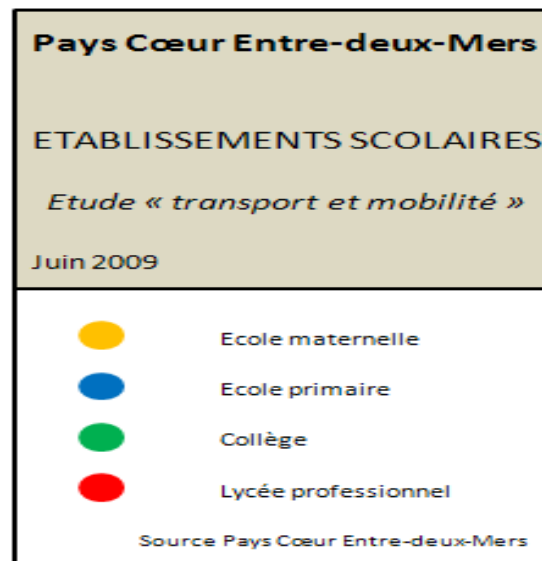 Pays Cœur Entre-deux-Mers
ETABLISSEMENTS SCOLAIRES
Etude « transport et mobilité »
Juin 2009
Ecole maternelle
Ecole primaire
Collège
Lycée professionnel
Source Pays Cœur Entre-deux-Mers